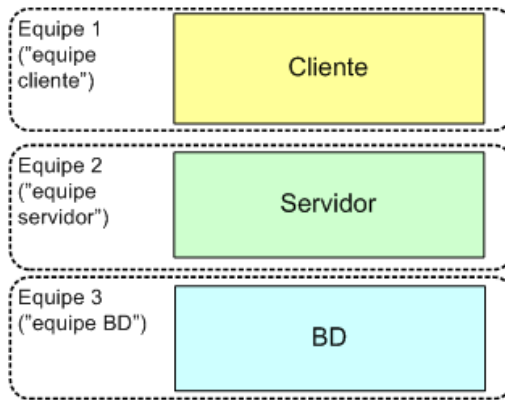 Equipe 1
("equipe
cliente")
Cliente
Equipe 2
("equipe
servidor")
Servidor
Equipe 3
("equipe BD")
BD